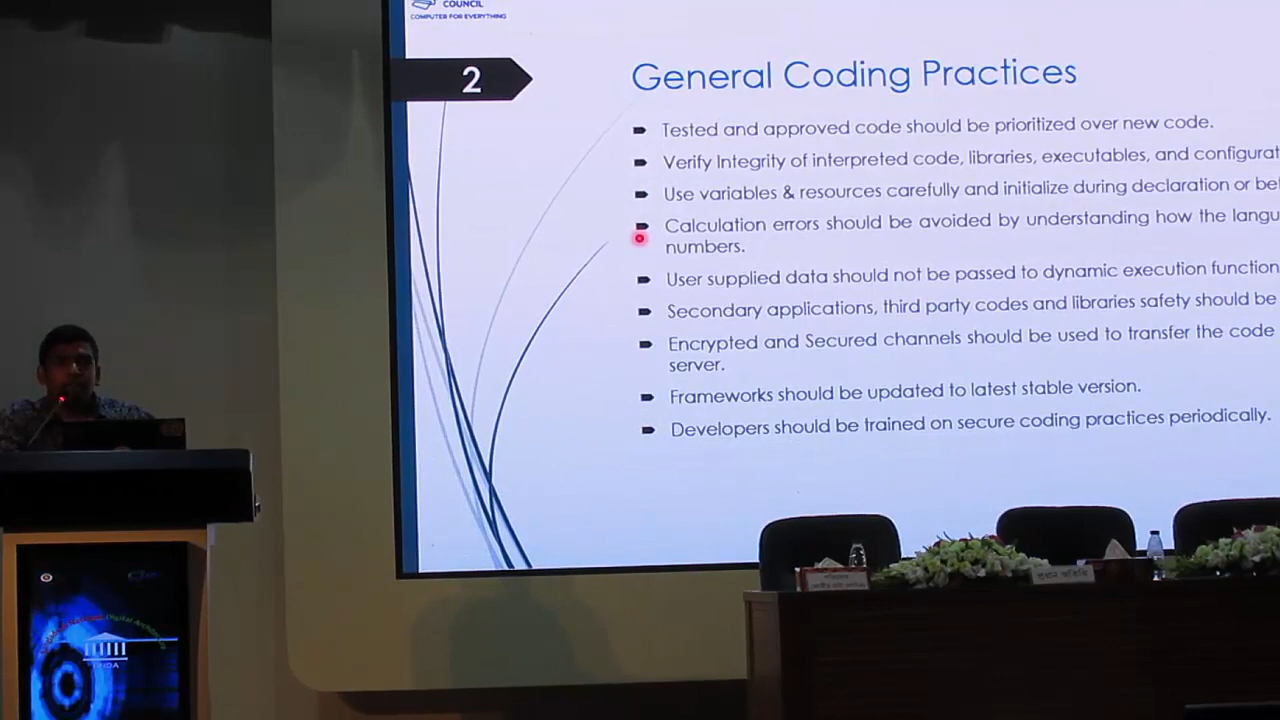 COUNCIL
COMPUTER FOR EVERYTHING
2
General Coding Practices
Tested and approved code should be prioritized over new code.
Verify Integrity of interpreted code, libraries, executables, and configurat
Use variables & resources carefully and initialize during declaration or bef
Calculation errors should be avoided by understanding how the langu
numbers.
User supplied data should not be passed to dynamic execution function
Secondary applications, third party codes and libraries safety should be
Encrypted and Secured channels should be used to transfer the code
server.
Frameworks should be updated to latest stable version.
Developers should be trained on secure coding practices periodically.
প্রধান অতিথি
Digital Architecture